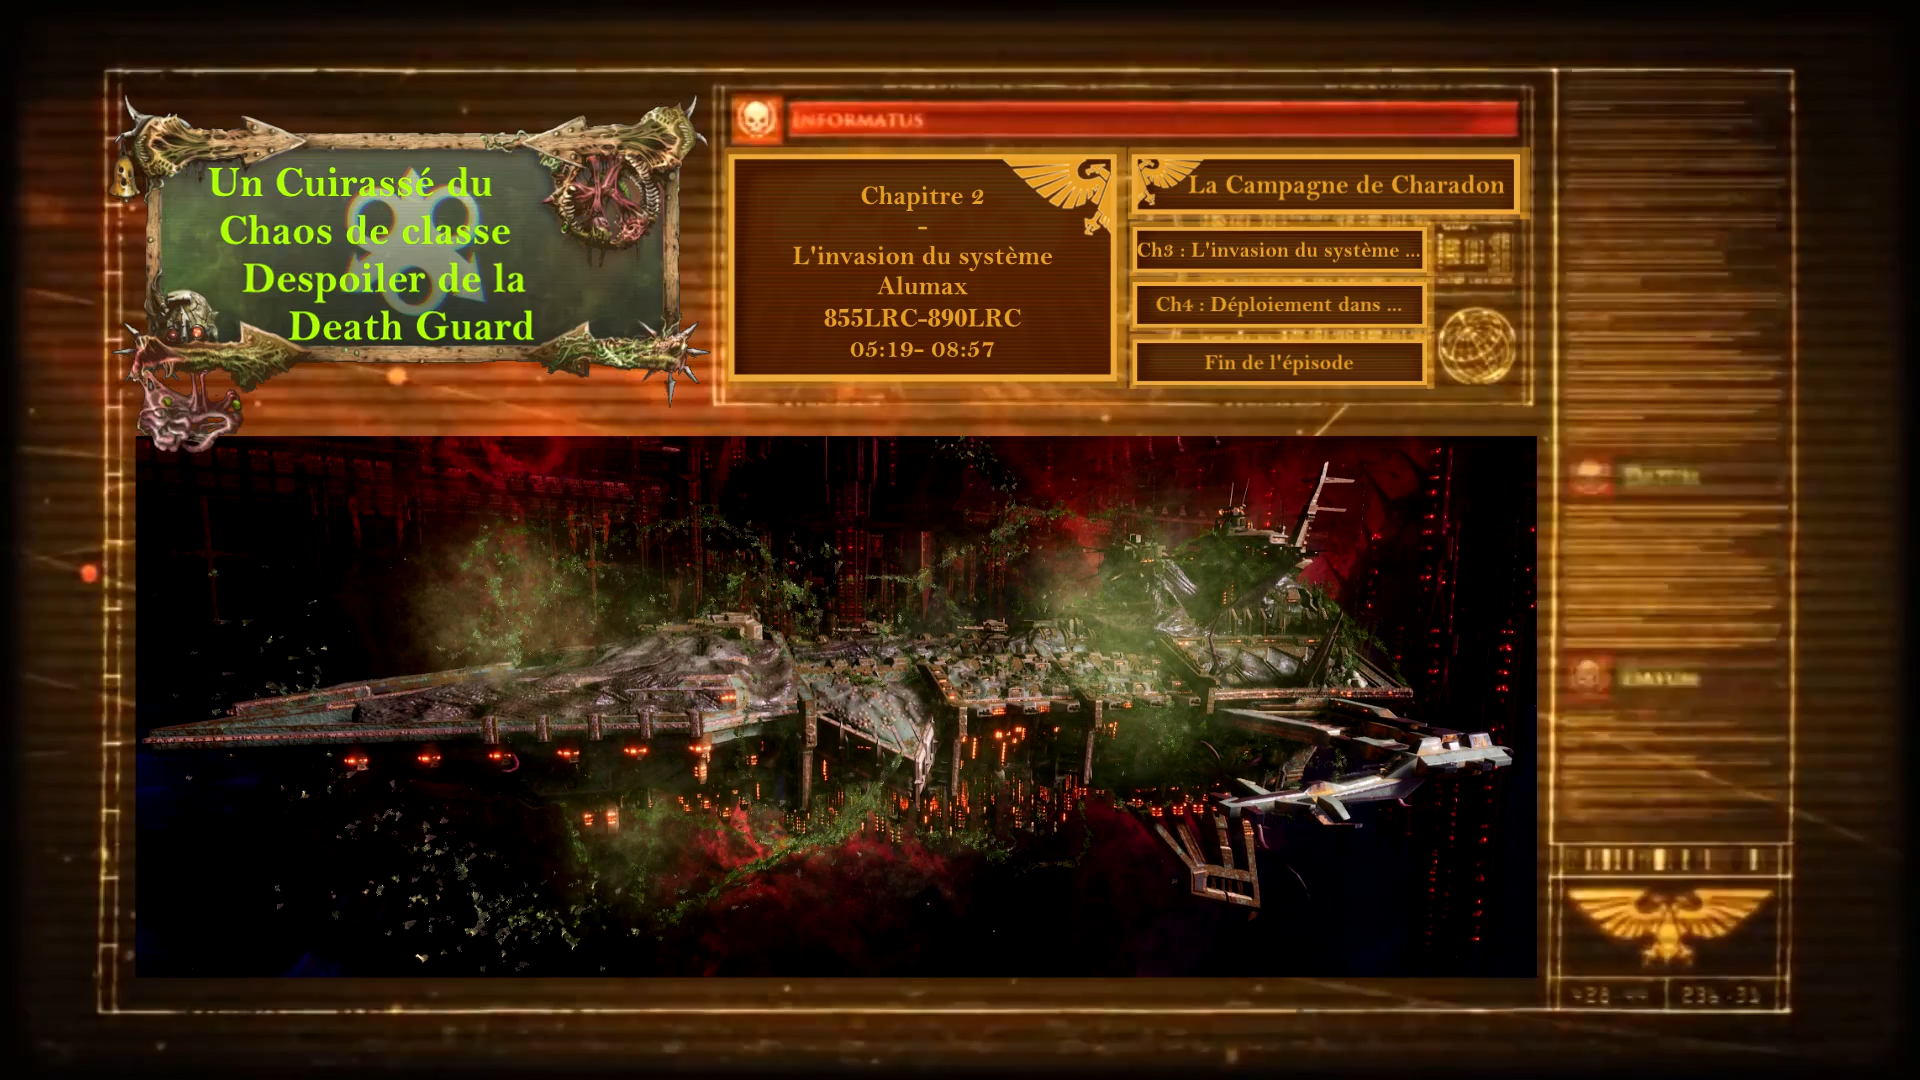 Un Cuirassé du
Chaos de classe
Despoiler de la
Death Guard
Informatus
Chapitre 2
-
L'invasion du système
Alumax
855LRC-890LRC
05:19- 08:57
La Campagne de Charadon
Ch3 : L'invasion du système ...
Ch4 : Déploiement dans ...
Fin de l'épisode